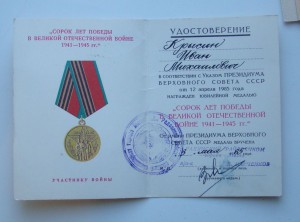 "СОРОК ЛЕТ ПОБЕДЫ
В ВЕЛИКОЙ ОТЕЧЕСТВЕННОЙ ВОЙНЕ
1941—1945 гг."
УЧАСТНИКУ ВОЙНЫ
УДОСТОВЕРЕНИЕ
Крысин
Иван
Михайлович
В СООТВЕТСТВИИ с Указом ПРЕЗИДИУМА
ВЕРХОВНОГО СОВЕТА СССР
от 12 апреля 1985 года
НАГРАЖДЕН ЮБИЛЕЙНОЙ МЕДАЛЬЮ
"СОРОК ЛЕТ ПОБЕДЫ
В ВЕЛИКОЙ ОТЕЧЕСТВЕННОЙ
ВОЙНЕ 1941—1945 гг."
ПРЕЗИДИУМА ВЕРХОВНОГО
СОВЕТА СССР МЕДАЛЬ ВРУЧЕНА